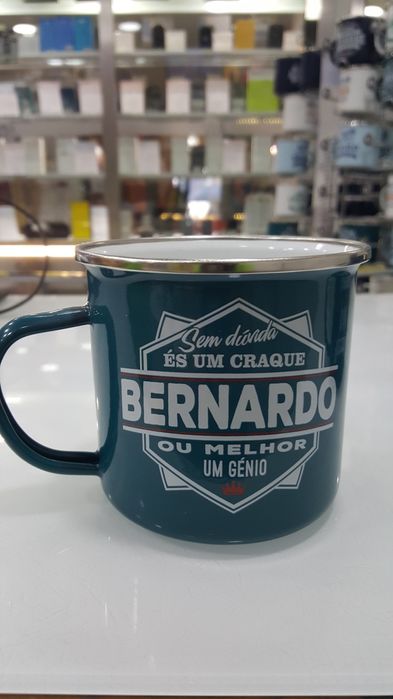 Sem dúvida
ÉS UM CRAQUE
BERNARDO
OU MELHOR
UM GÉNIO